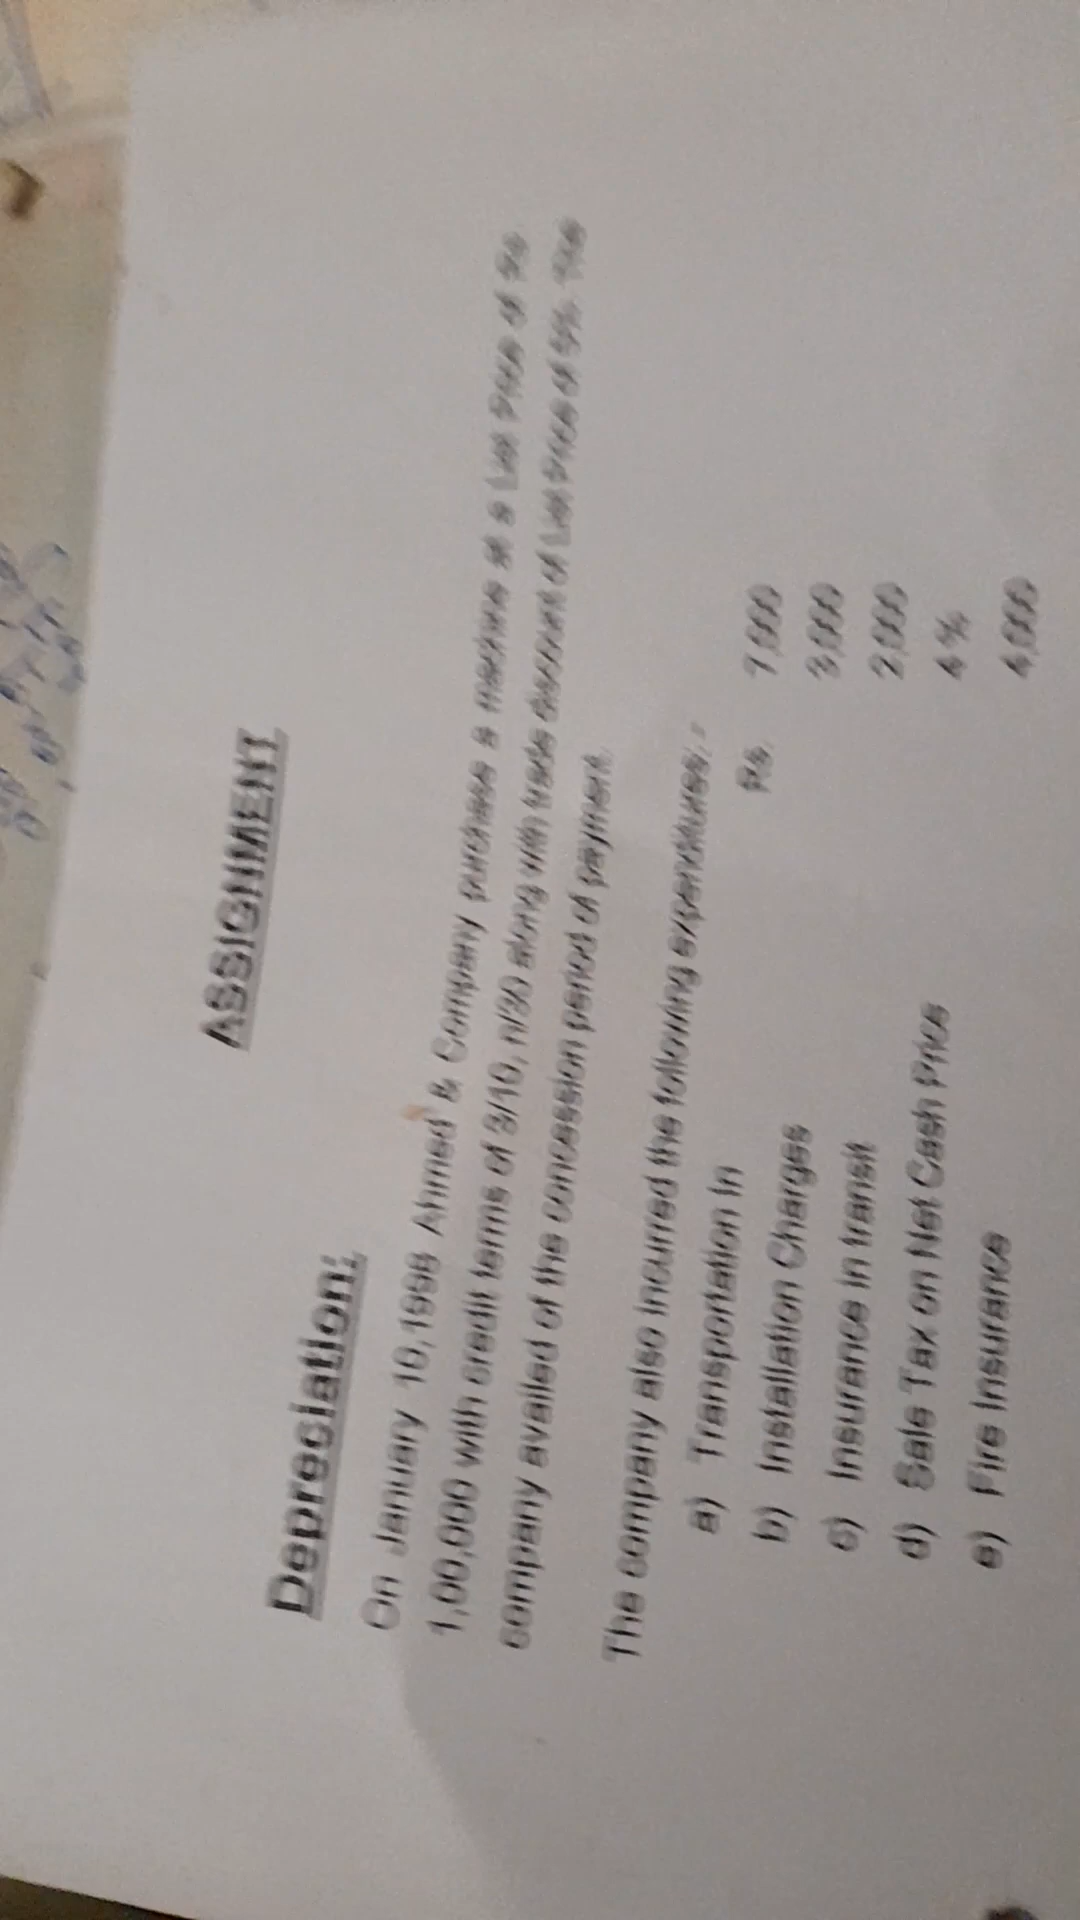 ASSIGNMENT
Depreciation:
On January 10, 1998 Ahmed & Company purchase a machine at a List Price of Rs
1,00,000 with credit terms of 3/10, n/30 along with trade discount of List Price of 5%. The
company availed of the concession period of payment.
The company also incurred the following expenditures:-
Rs.
a) Transportation In 7,000
b) Installation Charges 3,000
c) Insurance in transit 2,000
d) Sale Tax on Net Cash Price 4%
e) Fire Insurance 4,000